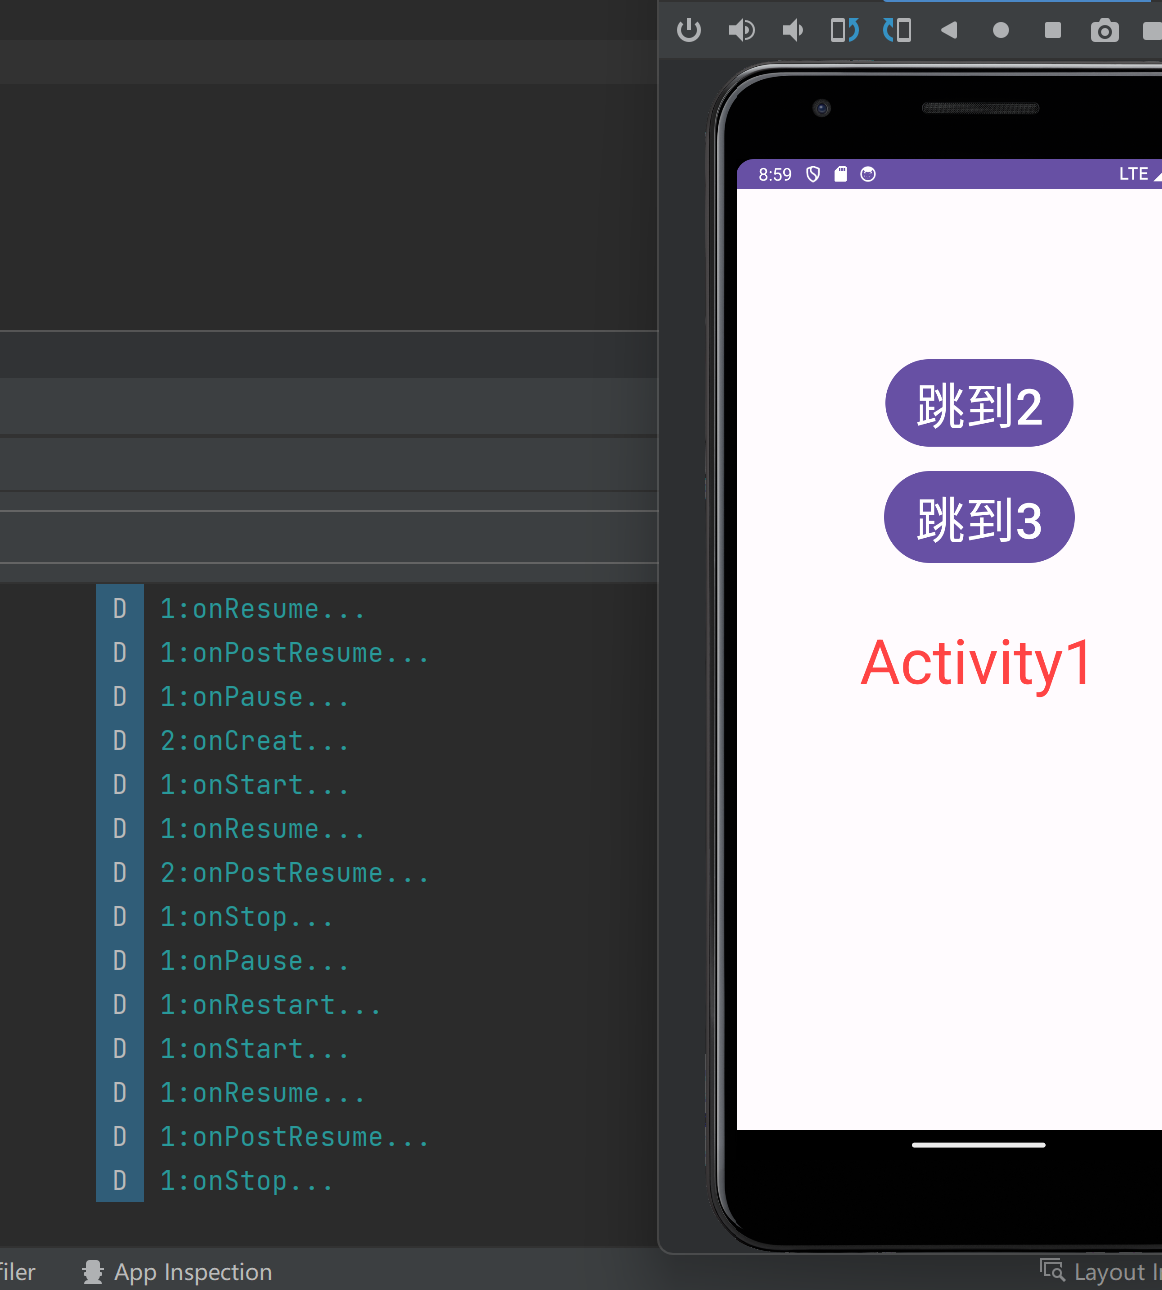 8:59
LTE
跳到2
跳到3
Activity1
D 1:onResume...
D 1:onPostResume...
D 1:onPause...
D 2:onCreat...
D 1:onStart...
D 1:onResume...
D 2:onPostResume...
D 1:onStop...
D 1:onPause...
D 1:onRestart...
D 1:onStart...
D 1:onResume...
D 1:onPostResume...
D 1:onStop...
filer App Inspection Layout In